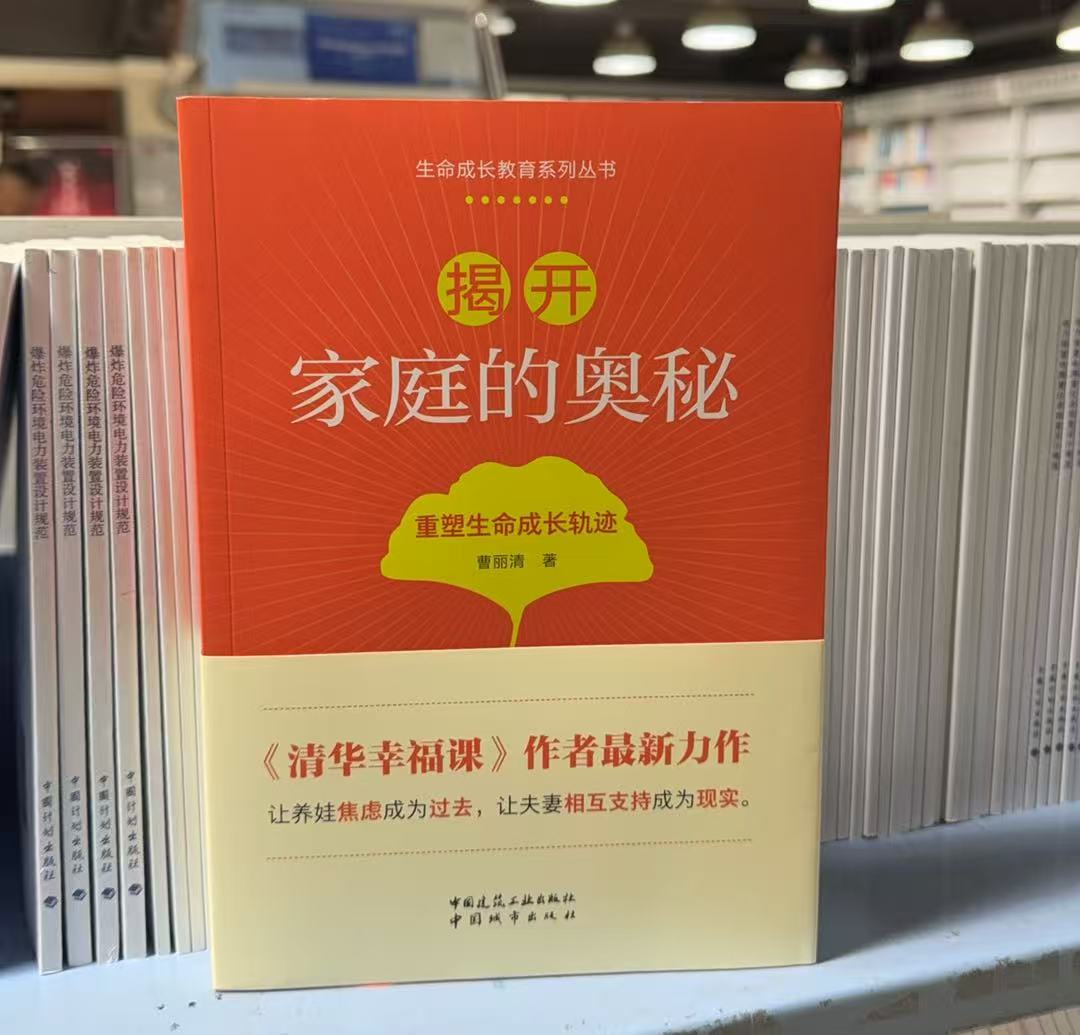 生命成长教育系列丛书
揭开
家庭的奥秘
重塑生命成长轨迹
曹丽清 著
《清华幸福课》作者最新力作
让养娃焦虑成为过去，让夫妻相互支持成为现实。
中国建筑工业出版社
中国城市出版社
爆炸危险环境电力装置设计规范
中国计划出版社
爆炸危险环境电力装置设计规范
中国计划出版社
爆炸危险环境电力装置设计规范
中国计划出版社
爆炸危险环境电力装置设计规范
中国计划出版社